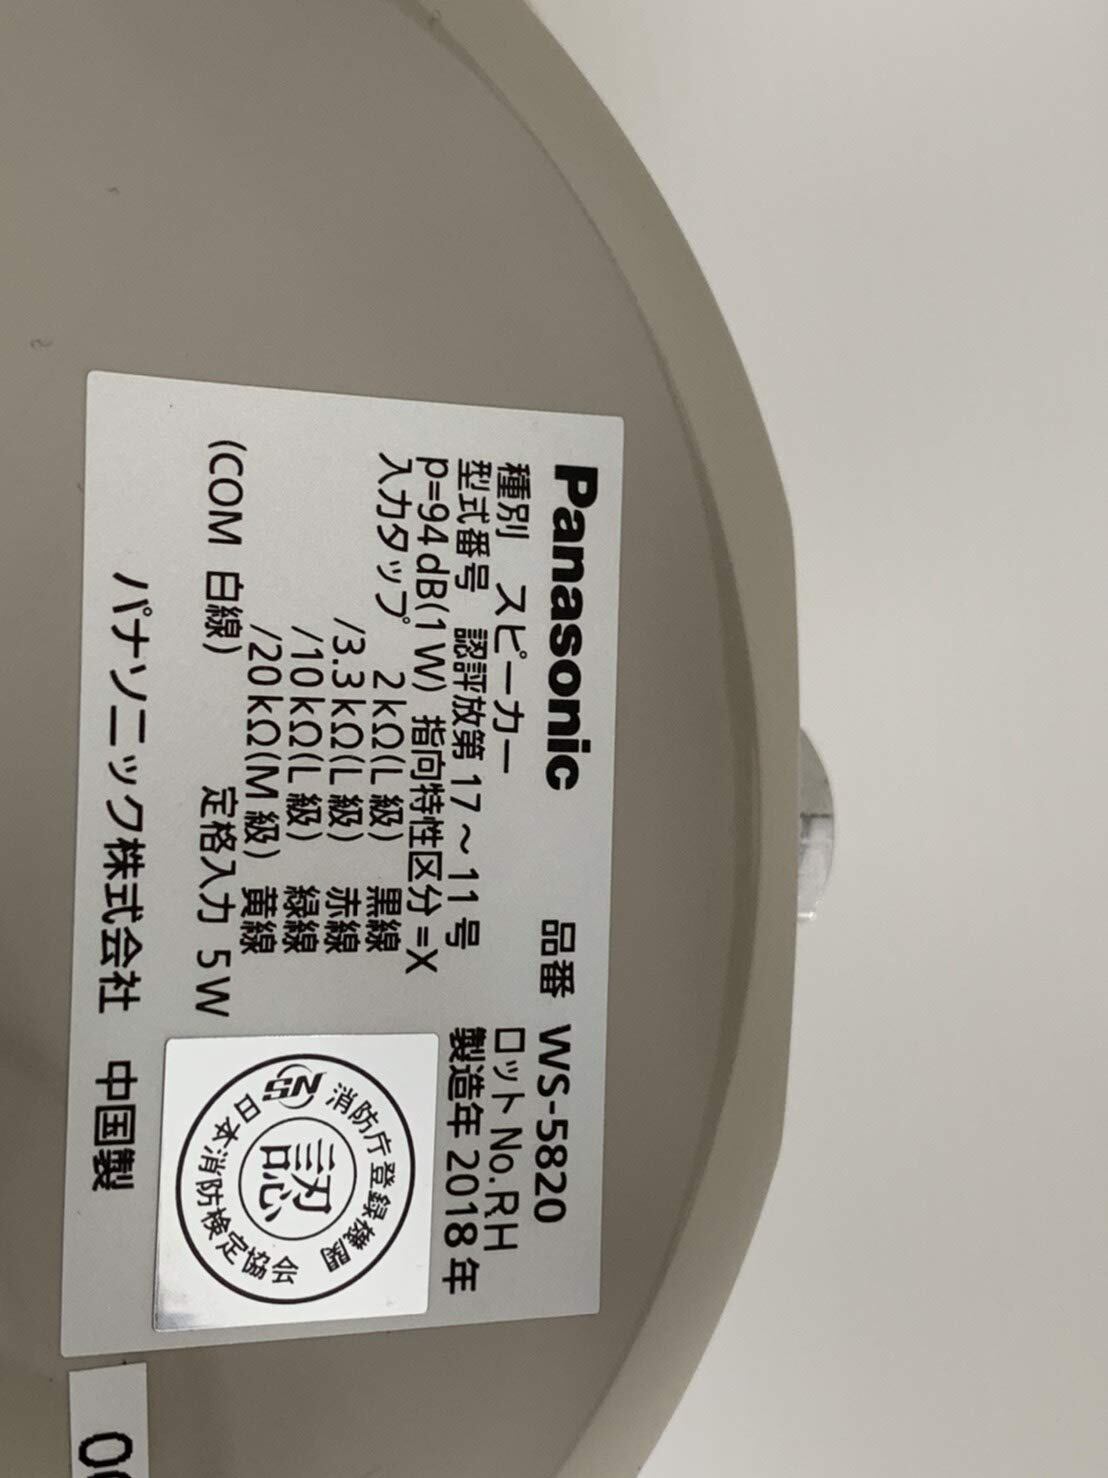 Panasonic 品番 WS-5820
種別 スピーカー ロットNo.RH
型式番号 認評放第17～11号 製造年 2018年
p=94dB(1W) 指向特性区分=X
入力タップ 2kΩ(L級) 黒線
/3.3kΩ(L級) 赤線
/10kΩ(L級) 緑線
/20kΩ(M級) 黄線
(COM 白線) 定格入力 5W
パナソニック株式会社 中国製
消防庁登録機関
日本消防検定協会
SN
認